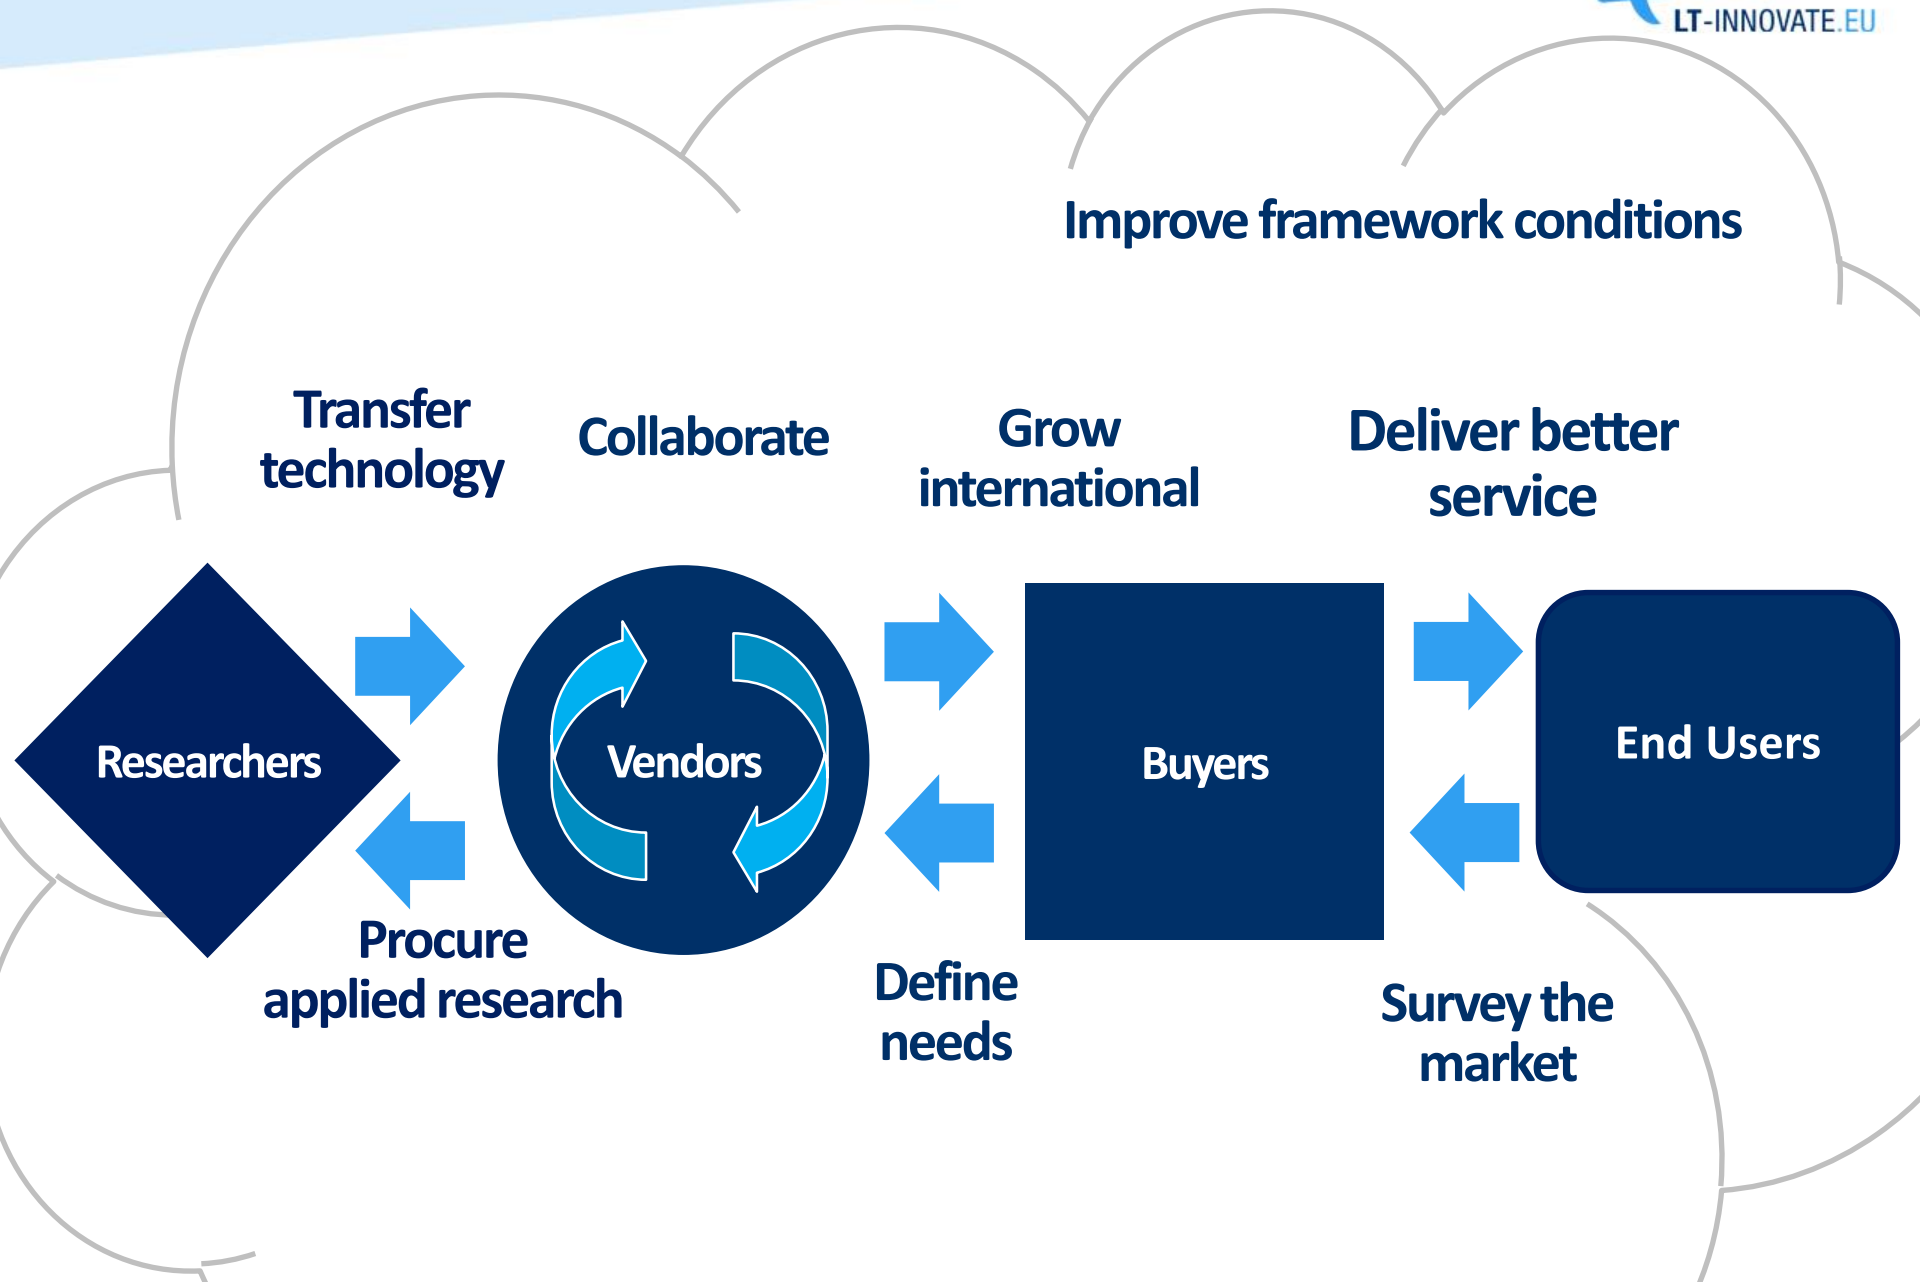 LT-INNOVATE.EU
Improve framework conditions
Transfer
technology
Collaborate
Grow
international
Deliver better
service
Researchers
Vendors
Buyers
End Users
Procure
applied research
Define
needs
Survey the
market